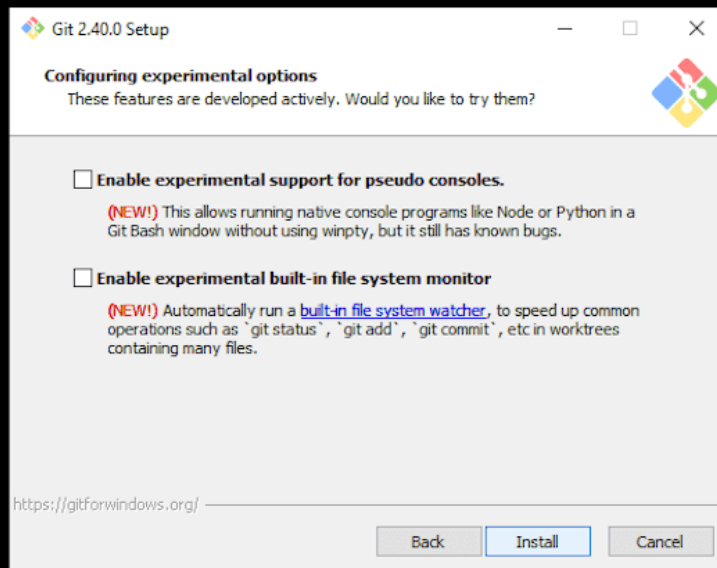 Git 2.40.0 Setup
Configuring experimental options
These features are developed actively. Would you like to try them?
Enable experimental support for pseudo consoles.
(NEW!) This allows running native console programs like Node or Python in a
Git Bash window without using winpty, but it still has known bugs.
Enable experimental built-in file system monitor
(NEW!) Automatically run a built-in file system watcher, to speed up common
operations such as `git status`, `git add`, `git commit`, etc in worktrees
containing many files.
https://gitforwindows.org/
Back Install Cancel